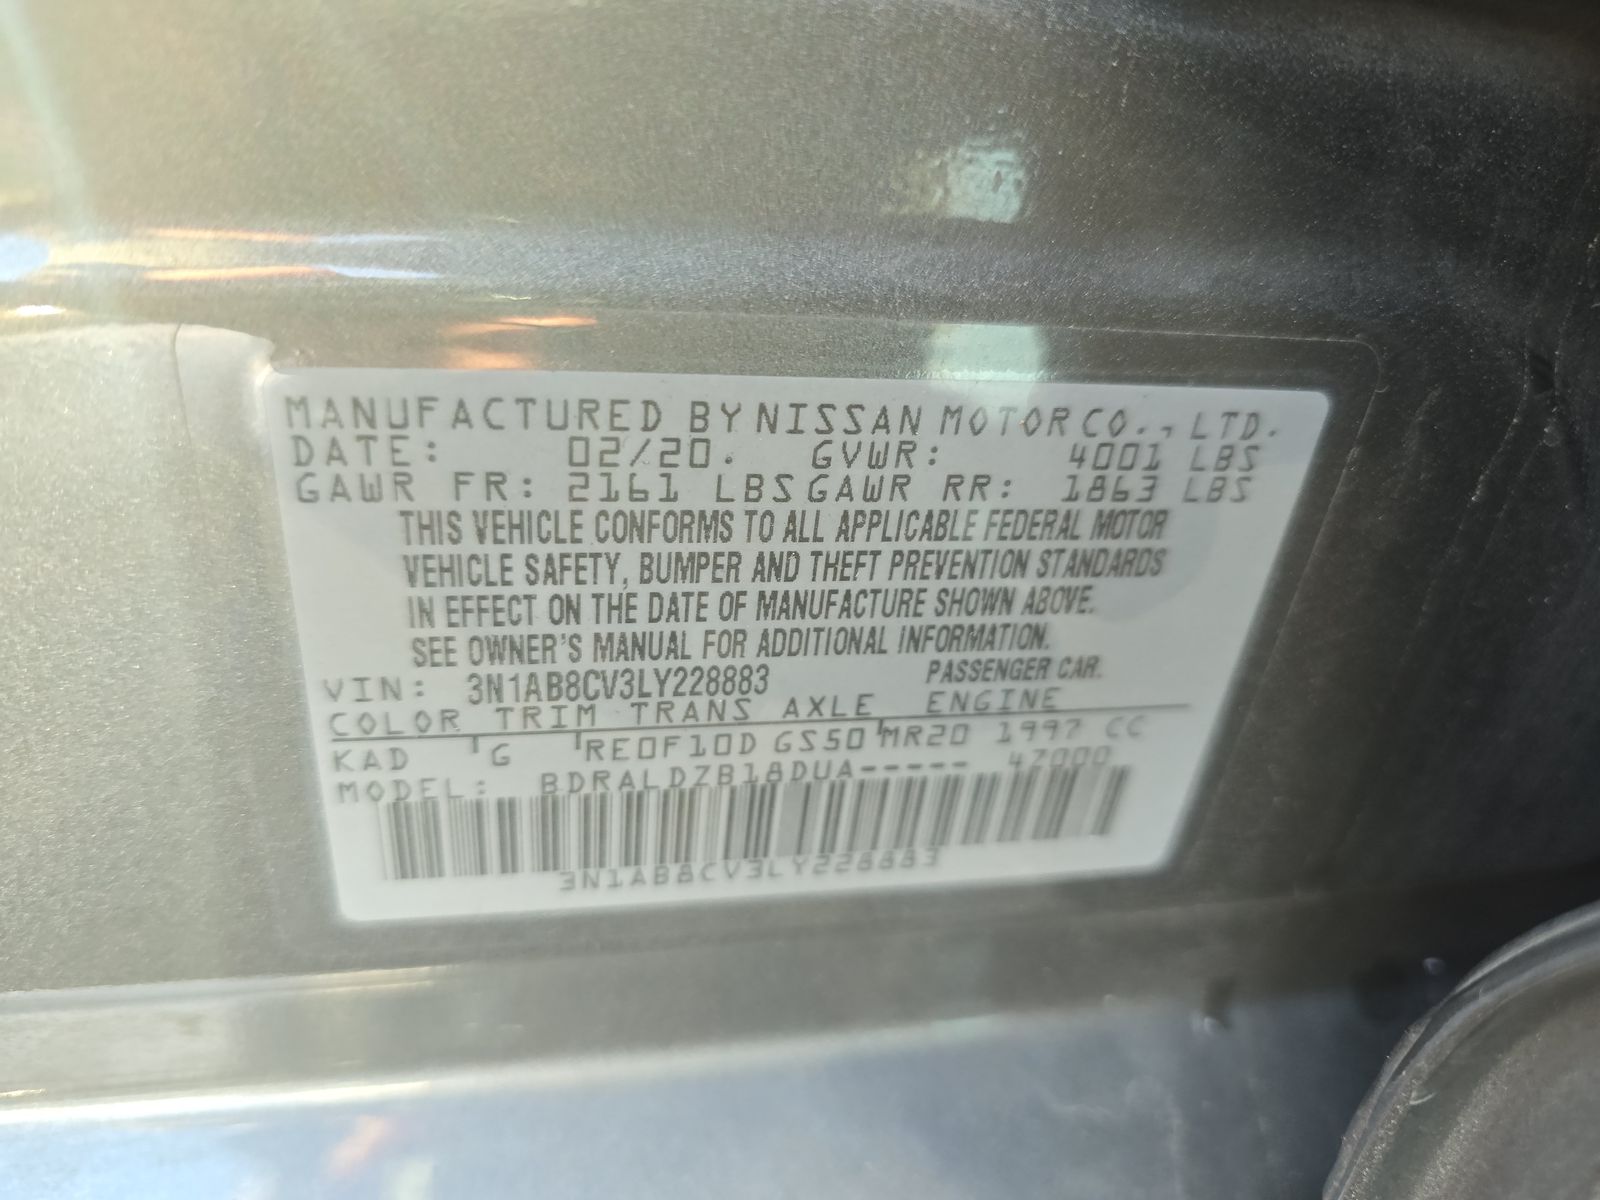 MANUFACTURED BY NISSAN MOTOR CO., LTD.
DATE: 02/20. GVWR: 4001 LBS
GAWR FR: 2161 LBS GAWR RR: 1863 LBS
THIS VEHICLE CONFORMS TO ALL APPLICABLE FEDERAL MOTOR
VEHICLE SAFETY, BUMPER AND THEFT PREVENTION STANDARDS
IN EFFECT ON THE DATE OF MANUFACTURE SHOWN ABOVE.
SEE OWNER'S MANUAL FOR ADDITIONAL INFORMATION.
VIN: 3N1AB8CV3LY228883 PASSENGER CAR.
COLOR TRIM TRANS AXLE ENGINE
KAD G RE0F10D GS50 MR20 1997 CC
MODEL: BDRALDZB18DUA----- 47000
3N1AB8CV3LY228883